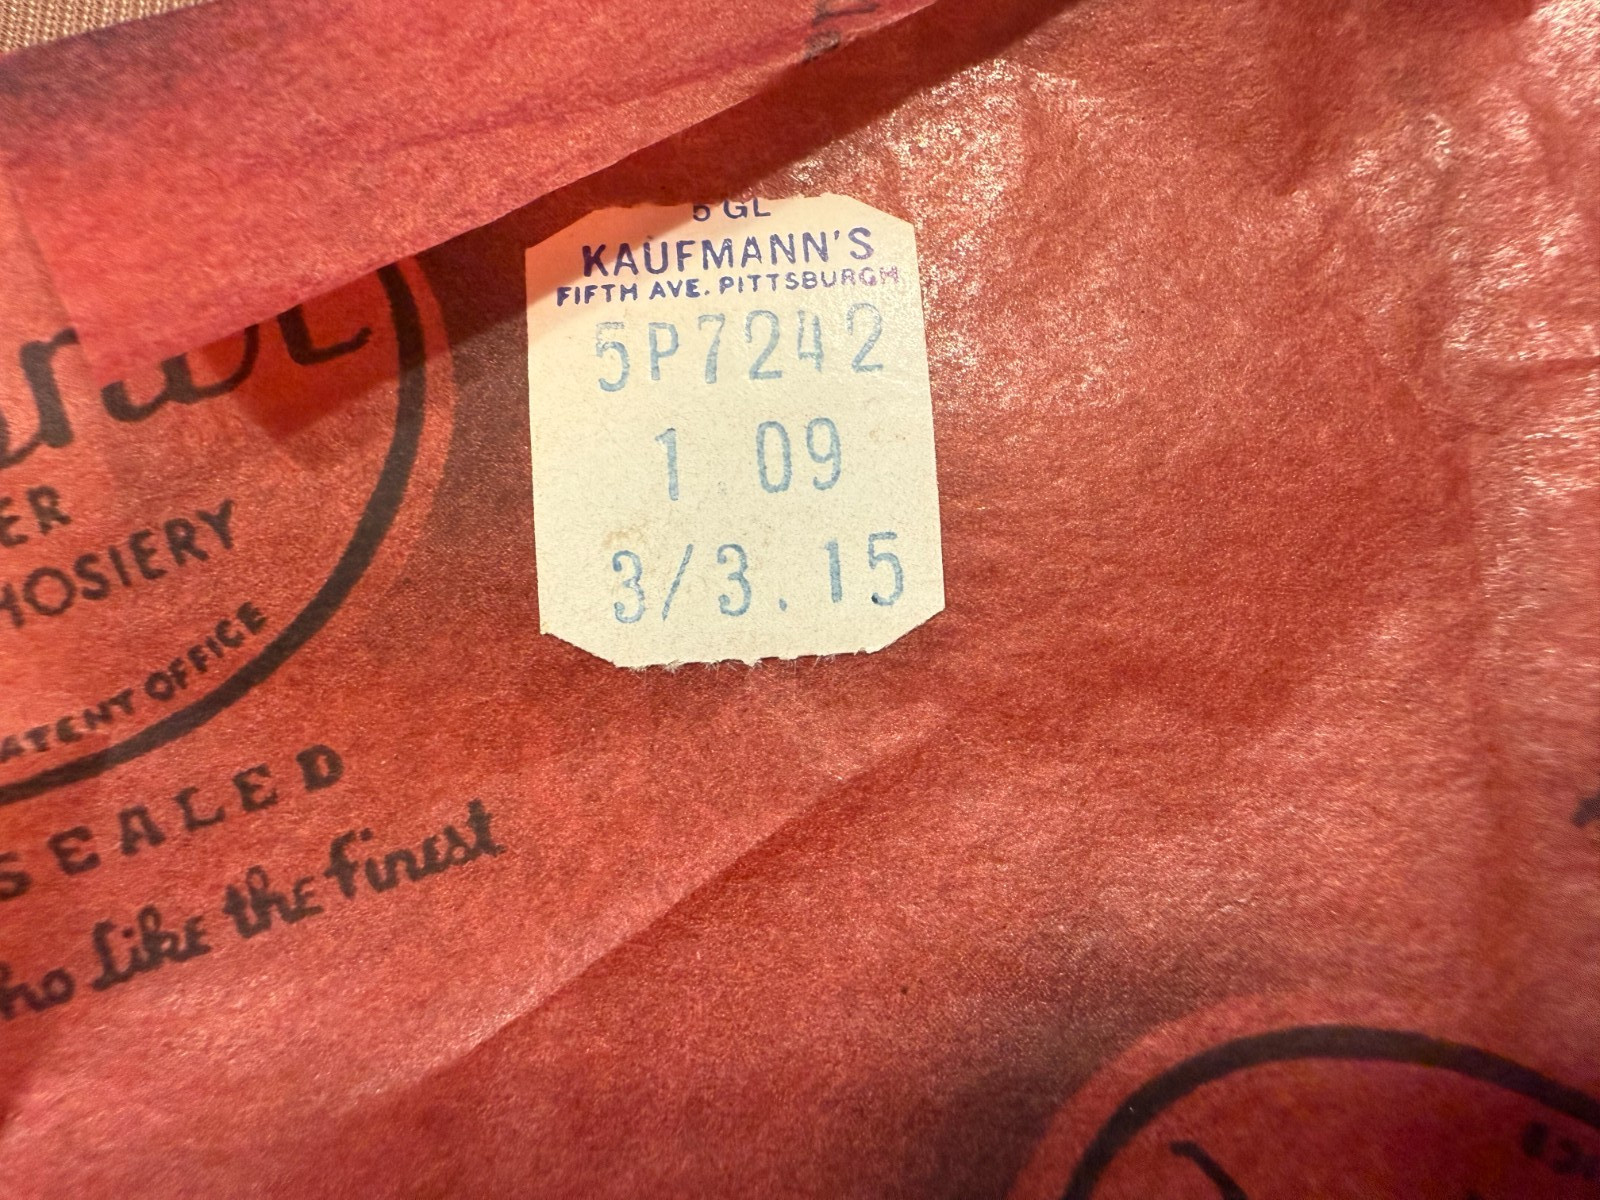 5 GL
KAUFMANN'S
FIFTH AVE. PITTSBURGH
5P7242
1 09
3/3.15
ER
HOSIERY
PATENT OFFICE
SEALED
who like the finest